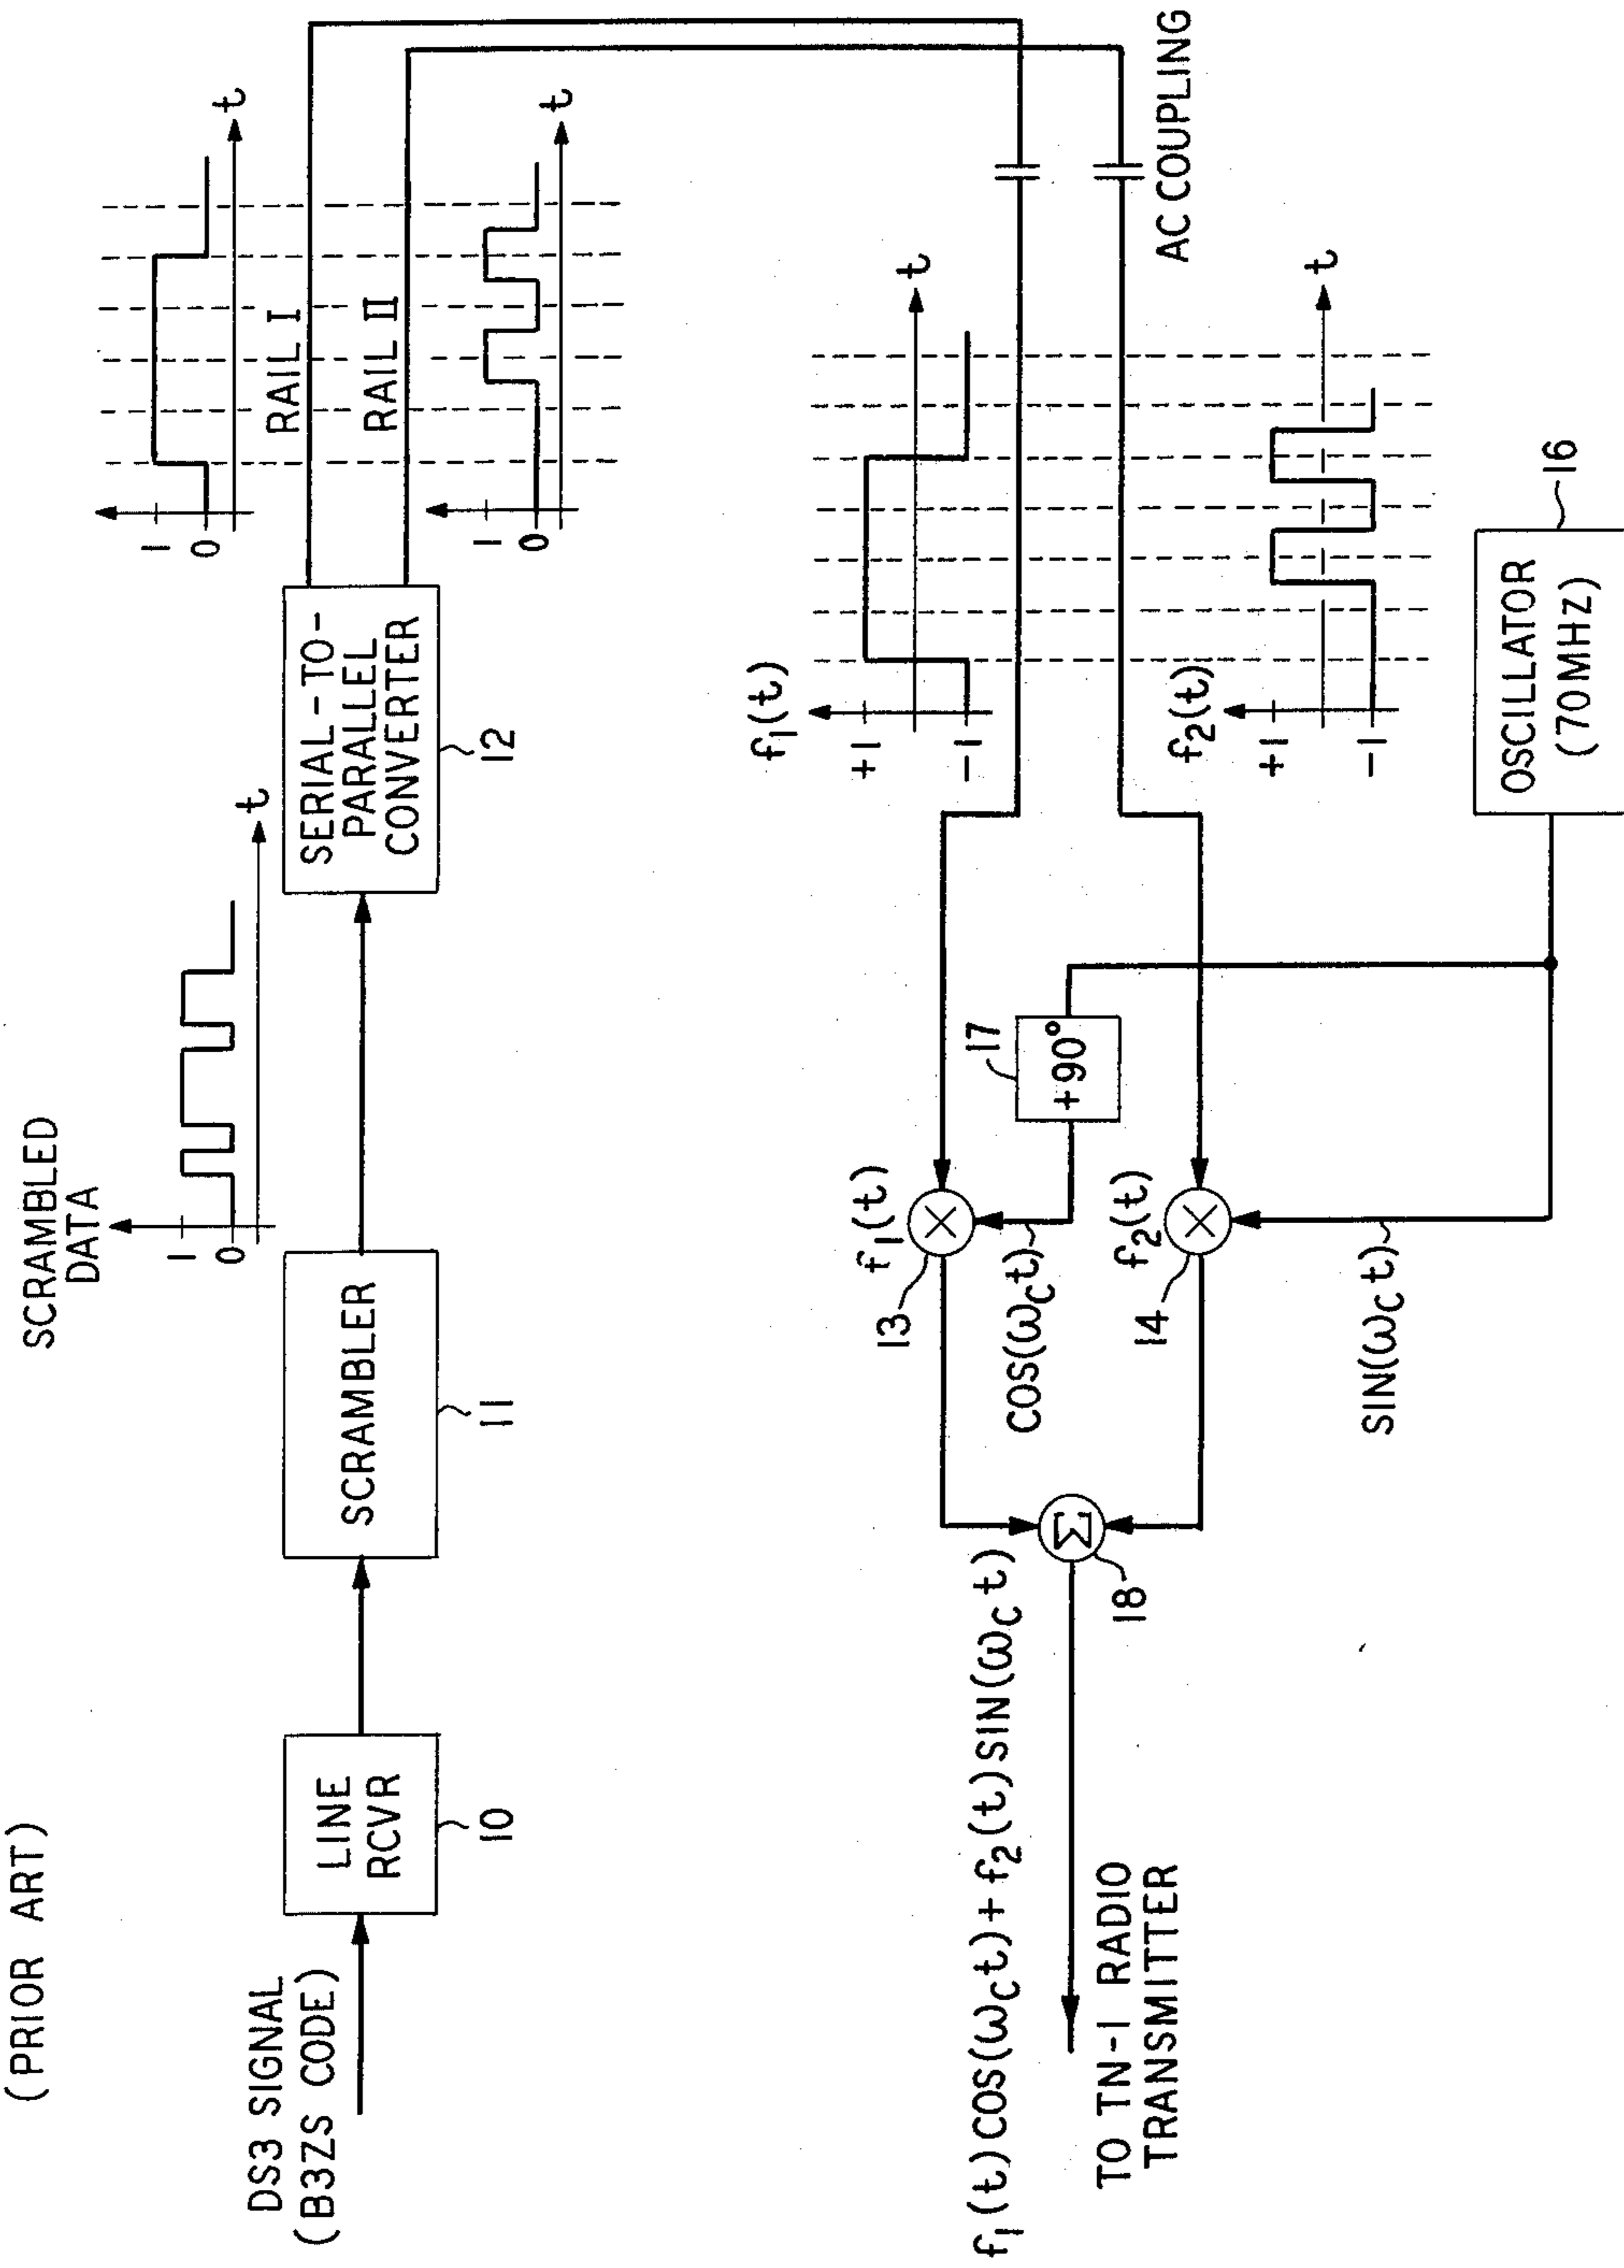 (PRIOR ART)
DS3 SIGNAL
(B3ZS CODE)
LINE
RCVR
10
SCRAMBLER
11
SCRAMBLED
DATA
1
0
t
SERIAL-TO-
PARALLEL
CONVERTER
12
1
0
t
RAIL I
RAIL II
1
0
t
AC COUPLING
f₁(t)
+1
-1
t
f₂(t)
+1
-1
t
OSCILLATOR
(70MHZ)
16
17
+90°
f₁(t)
13
COS(ωct)
f₂(t)
14
SIN(ωct)
Σ
18
f₁(t)COS(ωct)+f₂(t)SIN(ωct)
TO TN-1 RADIO
TRANSMITTER